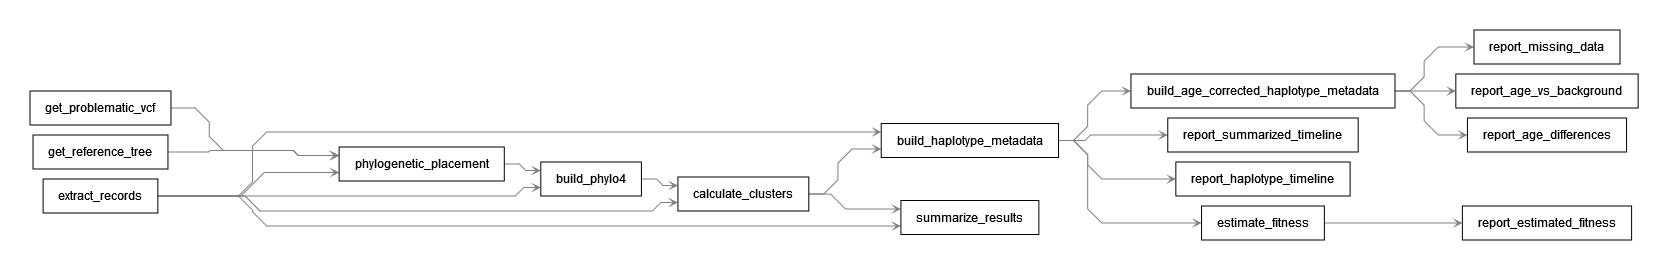 get_problematic_vcf
get_reference_tree
extract_records
phylogenetic_placement
build_phylo4
calculate_clusters
build_haplotype_metadata
summarize_results
build_age_corrected_haplotype_metadata
report_summarized_timeline
report_haplotype_timeline
estimate_fitness
report_missing_data
report_age_vs_background
report_age_differences
report_estimated_fitness